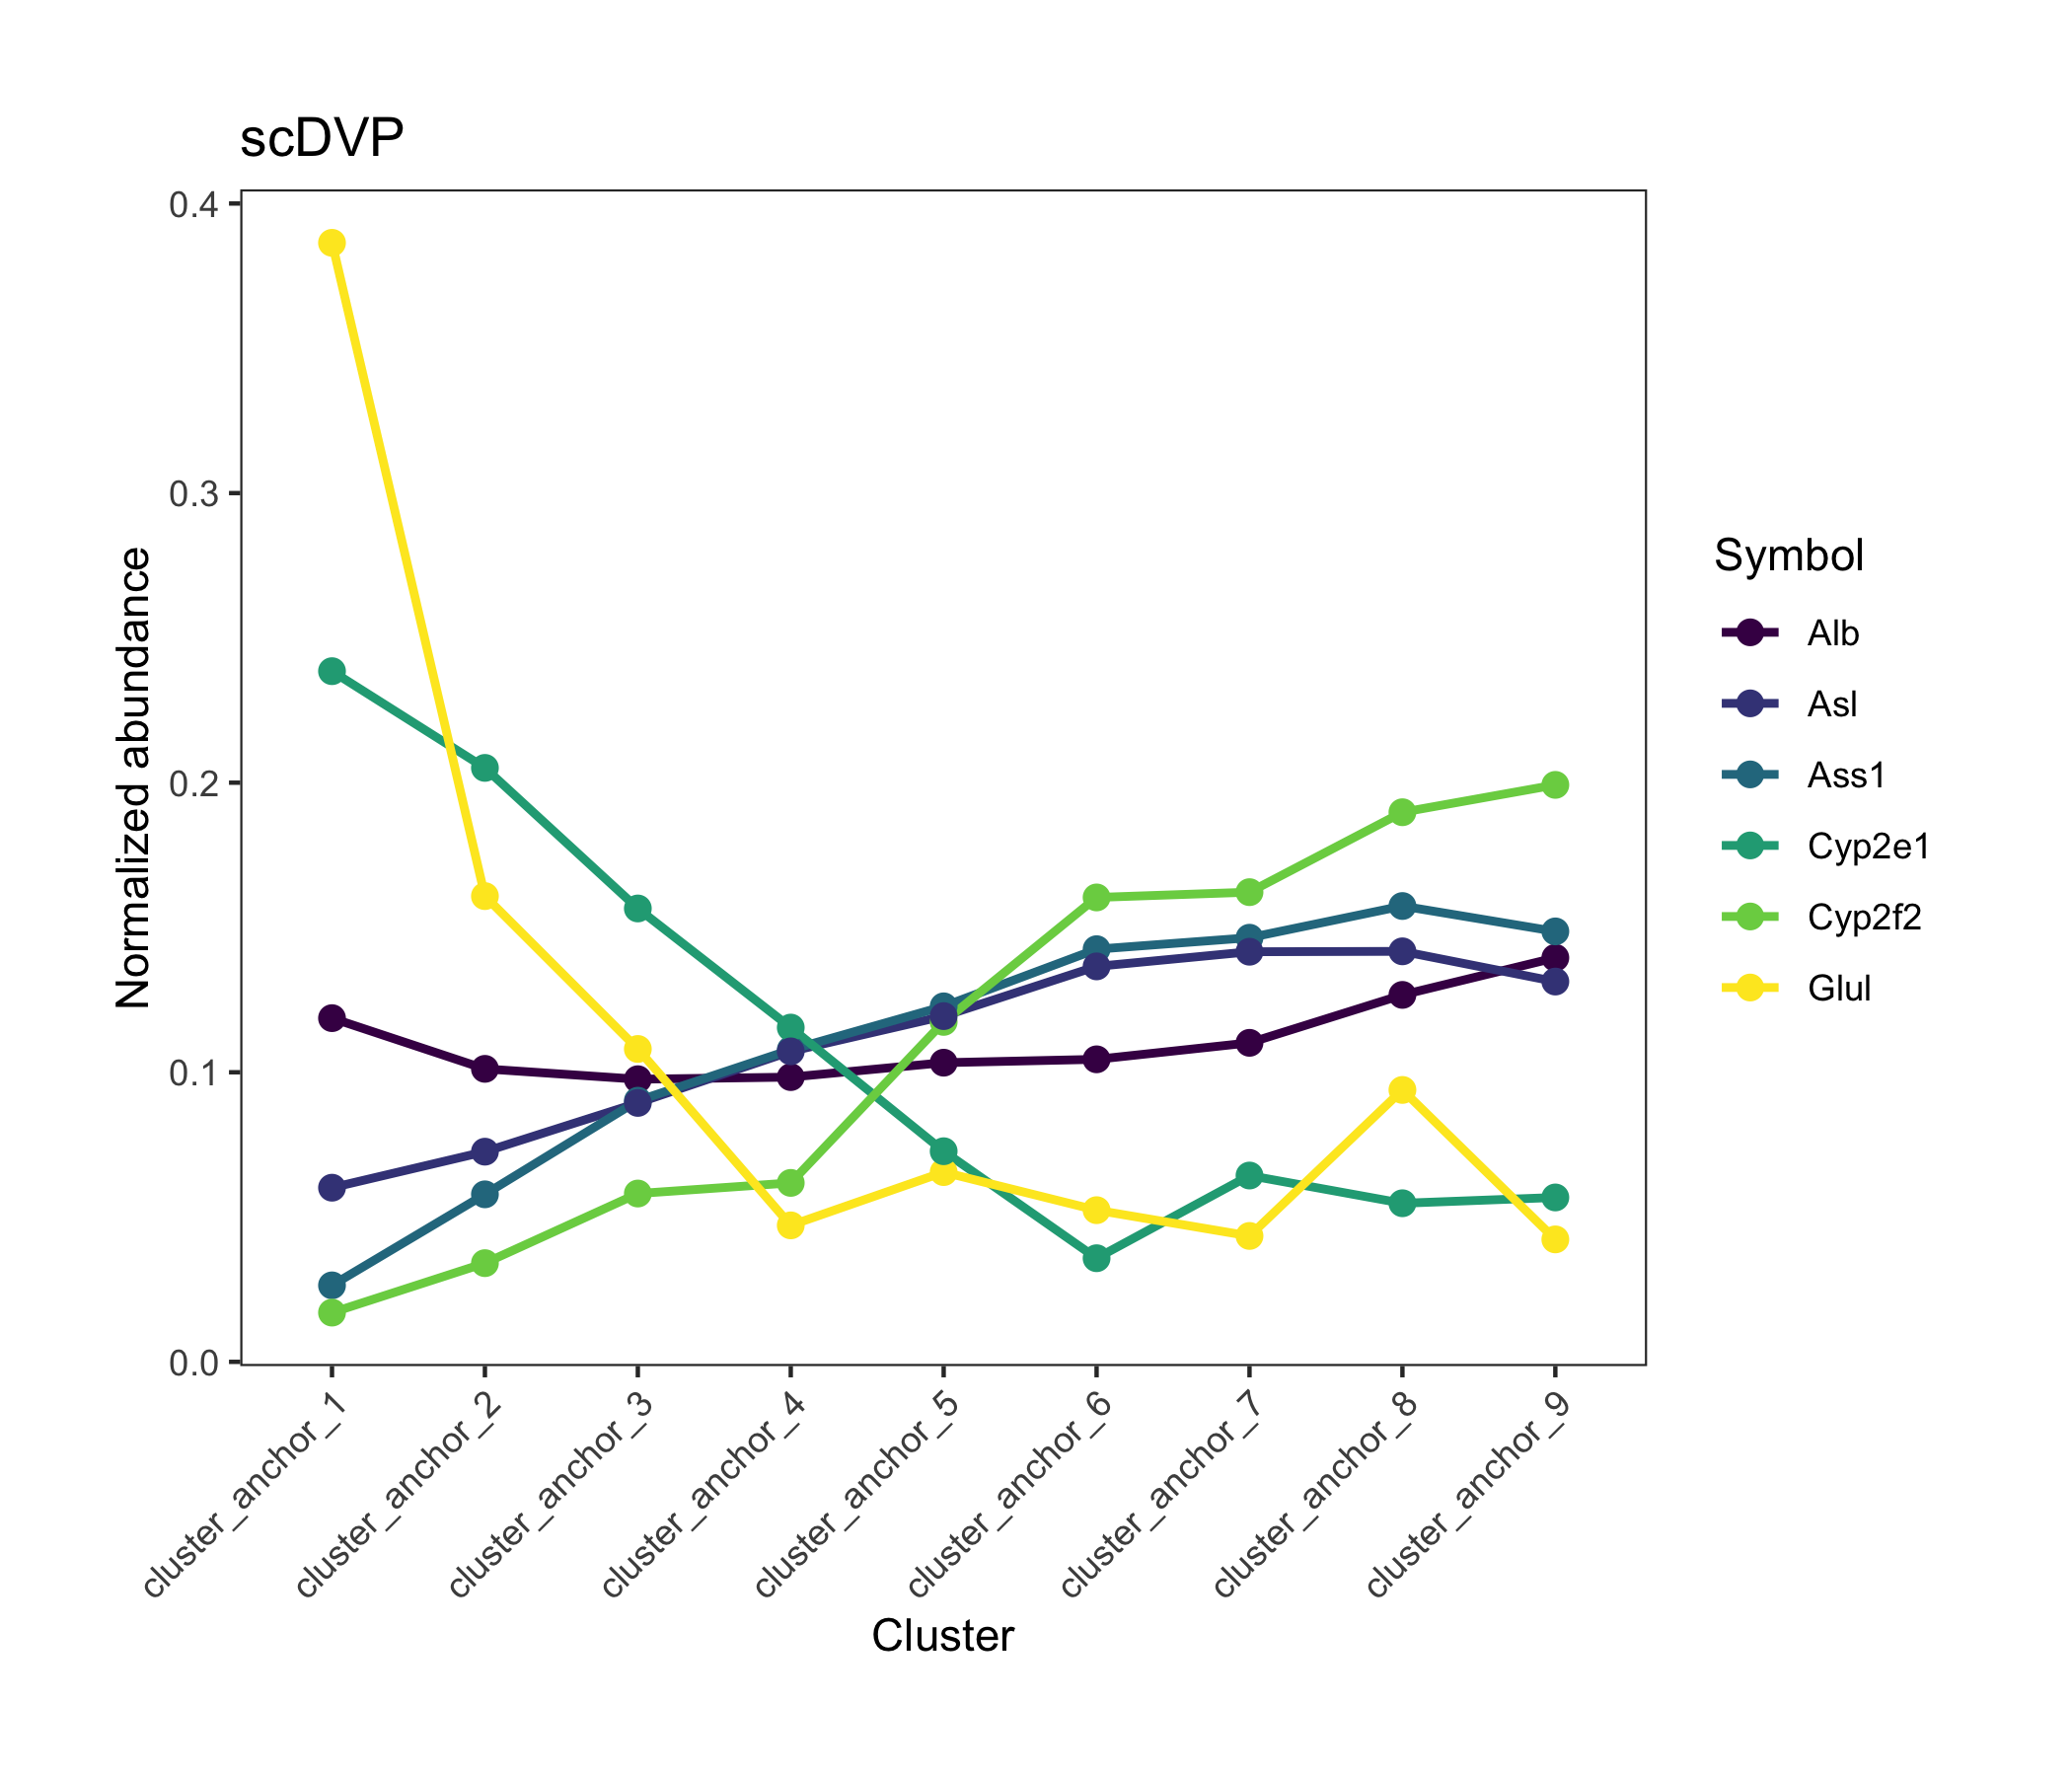 scDVP
0.4
0.3
0.2
0.1
0.0
Normalized abundance
cluster_anchor_1
cluster_anchor_2
cluster_anchor_3
cluster_anchor_4
cluster_anchor_5
cluster_anchor_6
cluster_anchor_7
cluster_anchor_8
cluster_anchor_9
Cluster
Symbol
Alb
Asl
Ass1
Cyp2e1
Cyp2f2
Glul